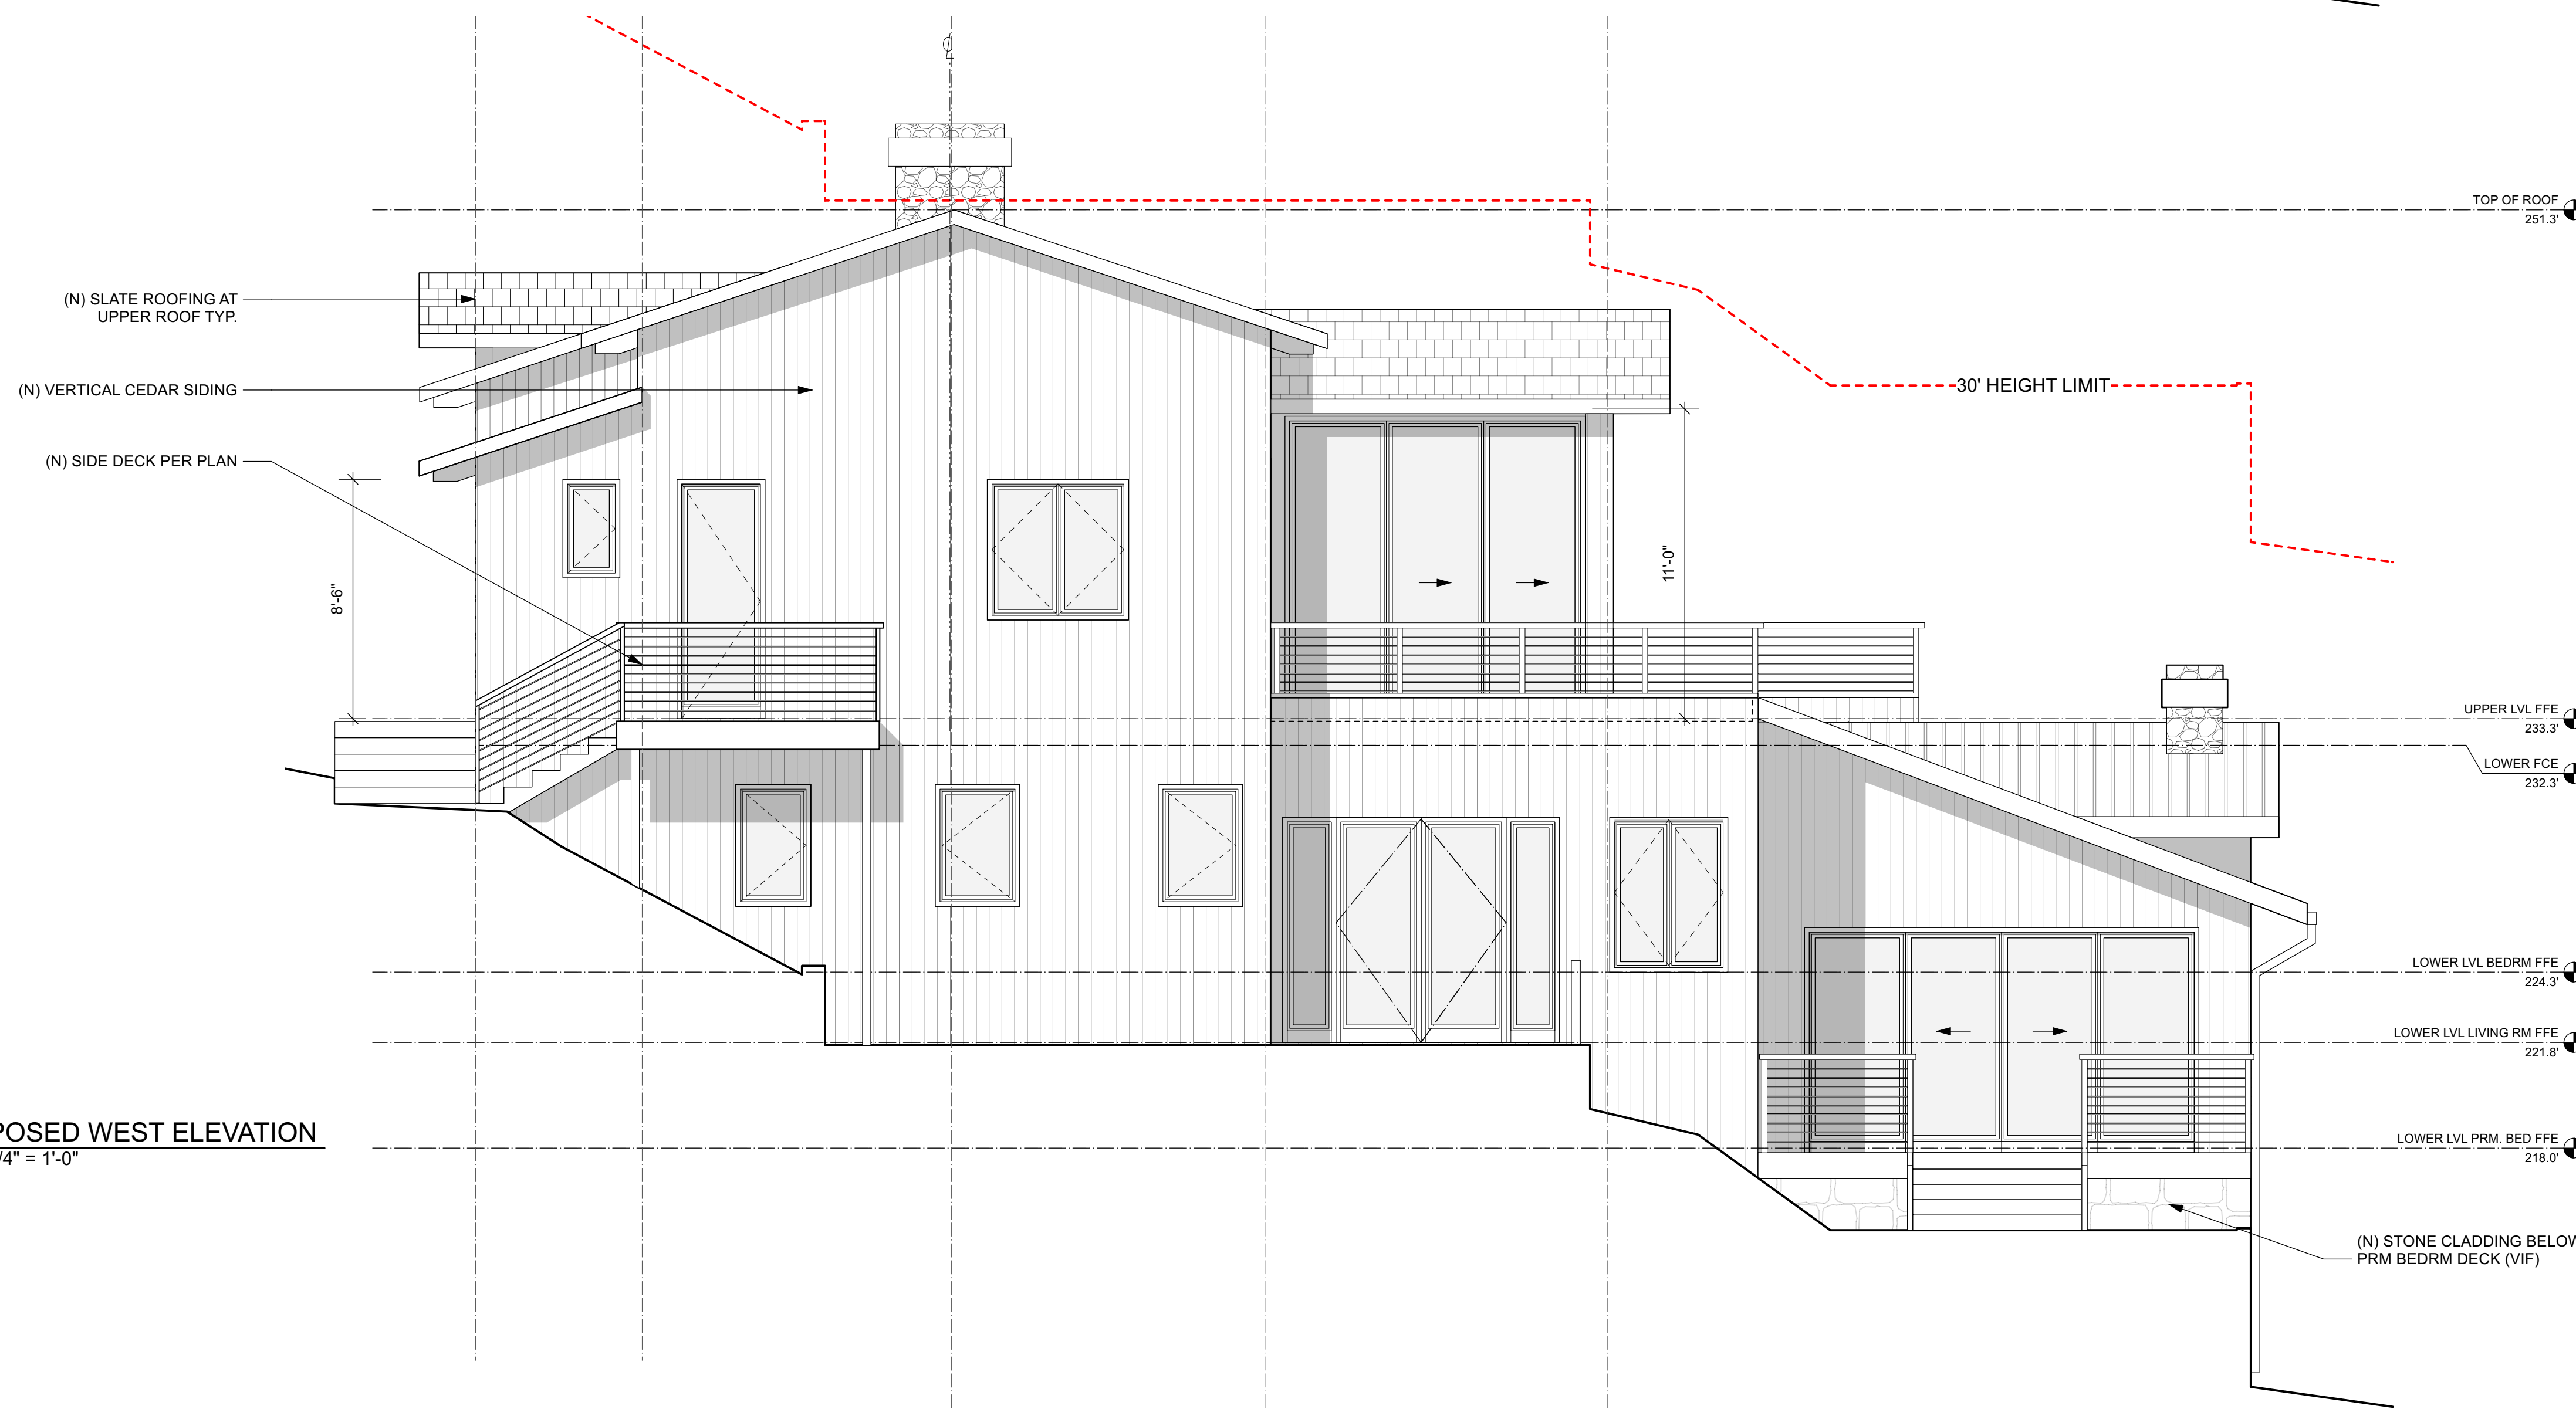 TOP OF ROOF
251.3'
(N) SLATE ROOFING AT
UPPER ROOF TYP.
(N) VERTICAL CEDAR SIDING
30' HEIGHT LIMIT
(N) SIDE DECK PER PLAN
8'-6"
11'-0"
UPPER LVL FFE
233.3'
LOWER FCE
232.3'
LOWER LVL BEDRM FFE
224.3'
LOWER LVL LIVING RM FFE
221.8'
POSED WEST ELEVATION
/4" = 1'-0"
LOWER LVL PRM. BED FFE
218.0'
(N) STONE CLADDING BELOW
PRM BEDRM DECK (VIF)